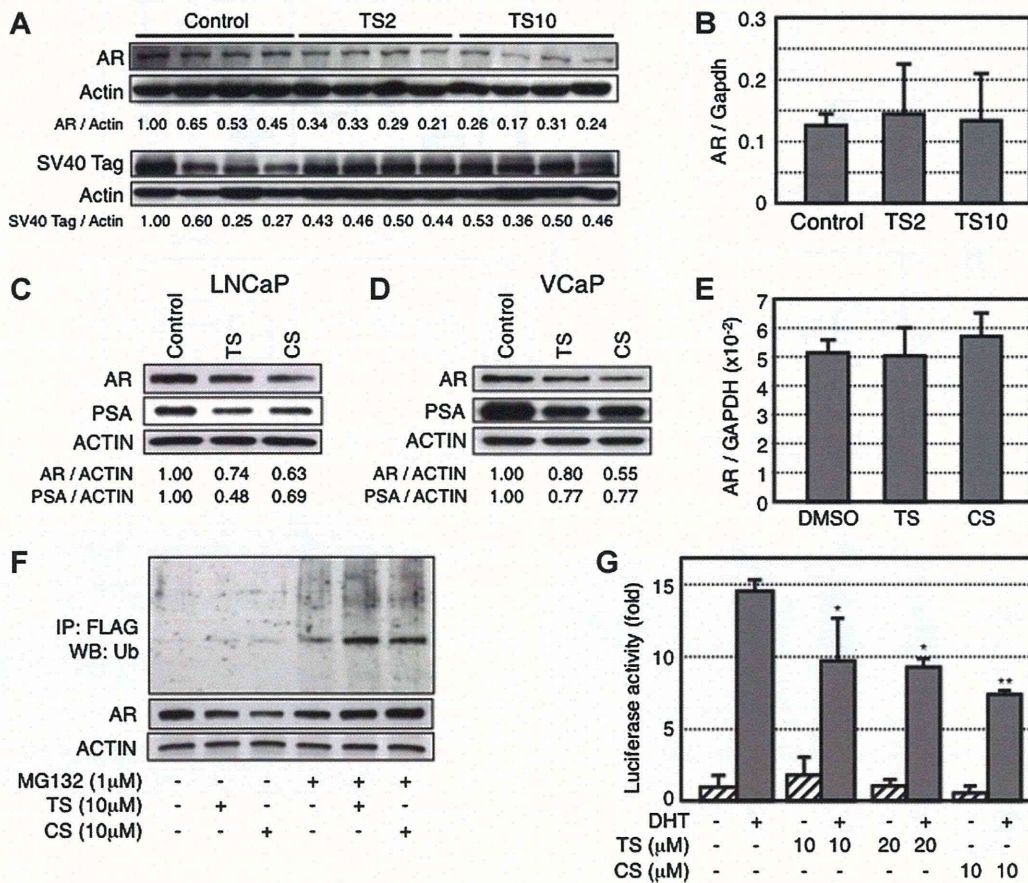 A
Control TS2 TS10
AR
Actin
AR / Actin 1.00 0.65 0.53 0.45 0.34 0.33 0.29 0.21 0.26 0.17 0.31 0.24
SV40 Tag
Actin
SV40 Tag / Actin 1.00 0.60 0.25 0.27 0.43 0.46 0.50 0.44 0.53 0.36 0.50 0.46
B
AR / Gapdh
0.3
0.2
0.1
0
Control TS2 TS10
C
LNCaP
Control TS CS
AR
PSA
ACTIN
AR / ACTIN 1.00 0.74 0.63
PSA / ACTIN 1.00 0.48 0.69
D
VCaP
Control TS CS
AR
PSA
ACTIN
AR / ACTIN 1.00 0.80 0.55
PSA / ACTIN 1.00 0.77 0.77
E
AR / GAPDH (x10⁻²)
7
6
5
4
3
2
1
0
DMSO TS CS
F
IP: FLAG
WB: Ub
AR
ACTIN
MG132 (1µM) - - - + + +
TS (10µM) - + - - + -
CS (10µM) - - + - - +
G
Luciferase activity (fold)
15
10
5
0
* * **
DHT - + - + - + - +
TS (µM) - - 10 10 20 20 - -
CS (µM) - - - - - - 10 10